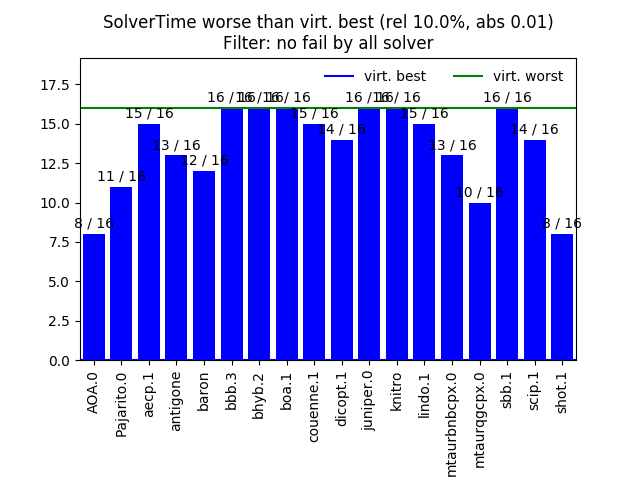 SolverTime worse than virt. best (rel 10.0%, abs 0.01)
Filter: no fail by all solver
virt. best
virt. worst
17.5
15.0
12.5
10.0
7.5
5.0
2.5
0.0
8 / 16
11 / 16
15 / 16
13 / 16
12 / 16
16 / 16
16 / 16
16 / 16
15 / 16
14 / 16
16 / 16
16 / 16
15 / 16
13 / 16
10 / 16
16 / 16
14 / 16
8 / 16
AOA.0
Pajarito.0
aecp.1
antigone
baron
bbb.3
bhyb.2
boa.1
couenne.1
dicopt.1
juniper.0
knitro
lindo.1
mtaurbnbcpx.0
mtaurqgcpx.0
sbb.1
scip.1
shot.1